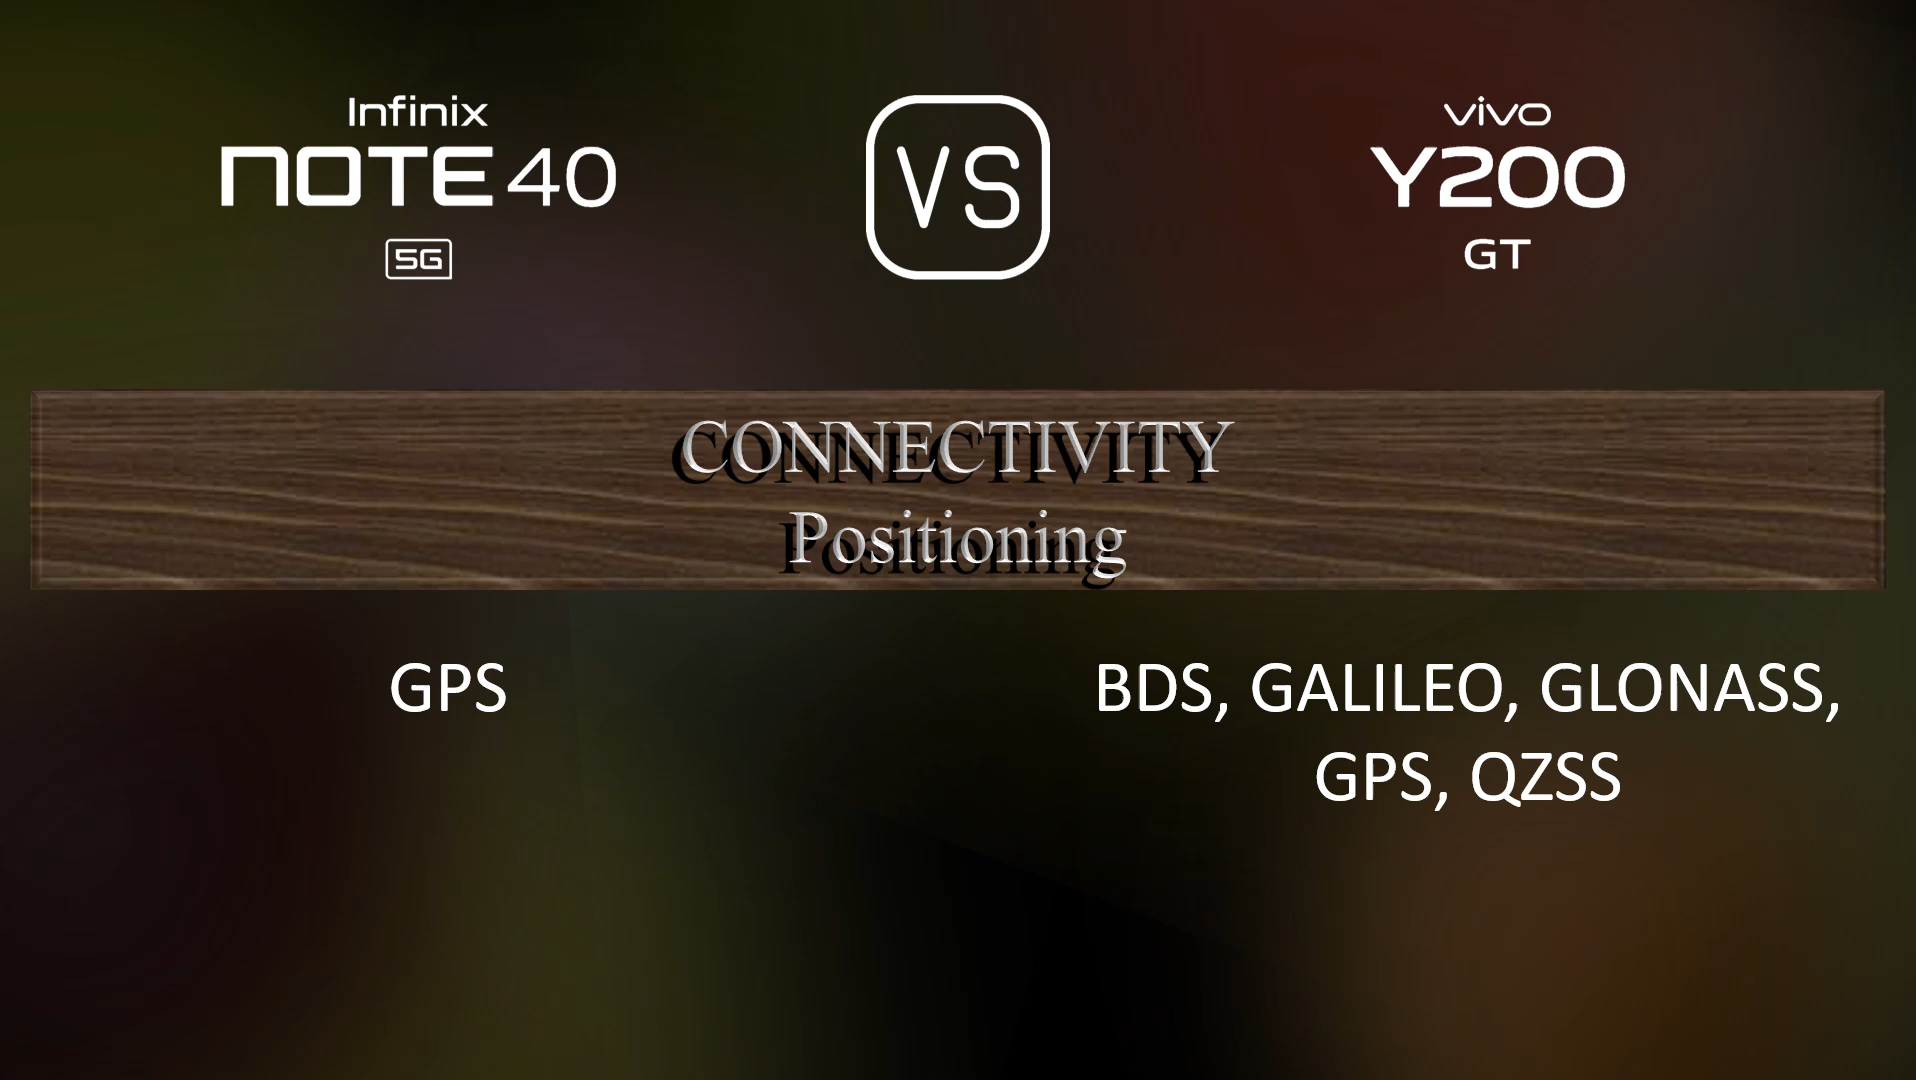 Infinix
NOTE 40
5G
VS
vivo
Y200
GT
CONNECTIVITY
Positioning
GPS
BDS, GALILEO, GLONASS,
GPS, QZSS